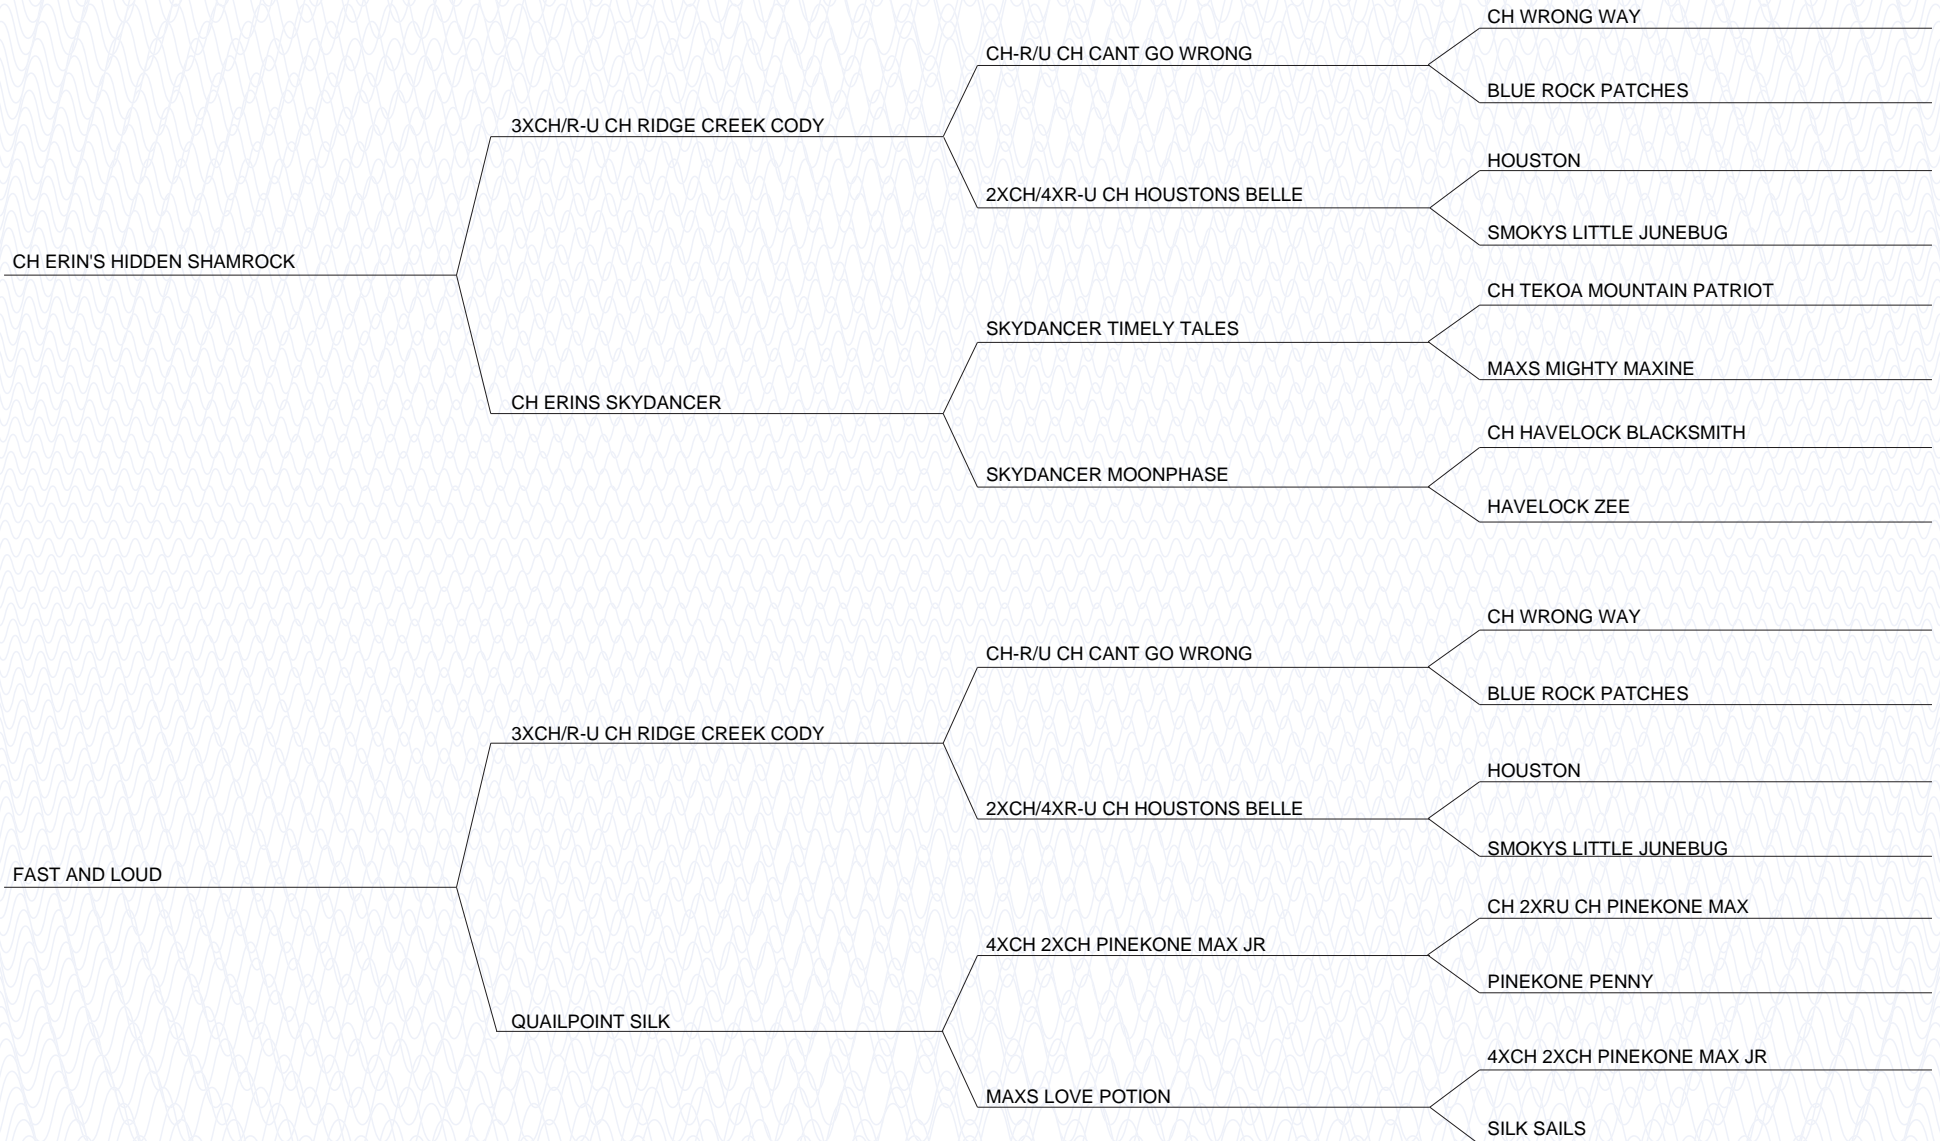 CH WRONG WAY
CH-R/U CH CANT GO WRONG
BLUE ROCK PATCHES
3XCH/R-U CH RIDGE CREEK CODY
HOUSTON
2XCH/4XR-U CH HOUSTONS BELLE
SMOKYS LITTLE JUNEBUG
CH ERIN'S HIDDEN SHAMROCK
CH TEKOA MOUNTAIN PATRIOT
SKYDANCER TIMELY TALES
MAXS MIGHTY MAXINE
CH ERINS SKYDANCER
CH HAVELOCK BLACKSMITH
SKYDANCER MOONPHASE
HAVELOCK ZEE
CH WRONG WAY
CH-R/U CH CANT GO WRONG
BLUE ROCK PATCHES
3XCH/R-U CH RIDGE CREEK CODY
HOUSTON
2XCH/4XR-U CH HOUSTONS BELLE
SMOKYS LITTLE JUNEBUG
FAST AND LOUD
CH 2XRU CH PINEKONE MAX
4XCH 2XCH PINEKONE MAX JR
PINEKONE PENNY
QUAILPOINT SILK
4XCH 2XCH PINEKONE MAX JR
MAXS LOVE POTION
SILK SAILS